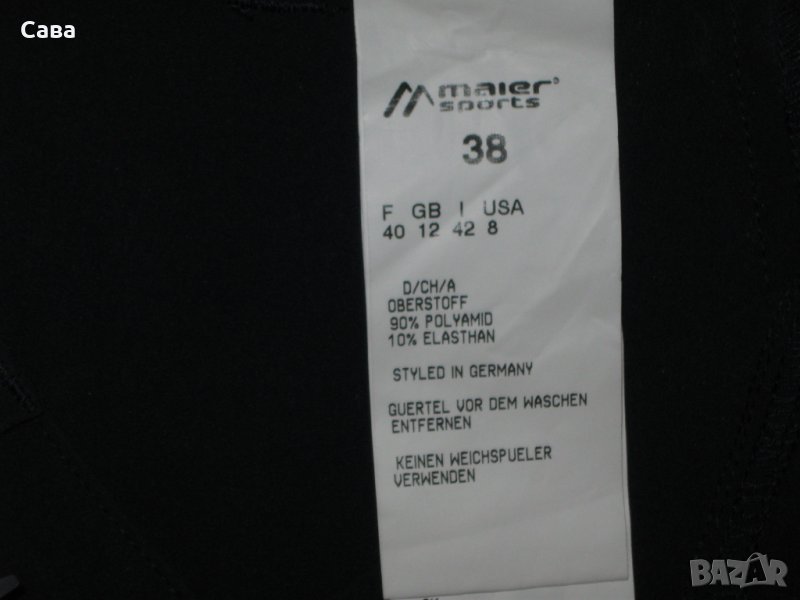 Сава
maier
sports
38
F GB I USA
40 12 42 8
D/CH/A
OBERSTOFF
90% POLYAMID
10% ELASTHAN
STYLED IN GERMANY
GUERTEL VOR DEM WASCHEN
ENTFERNEN
KEINEN WEICHSPUELER
VERWENDEN
BAZAR